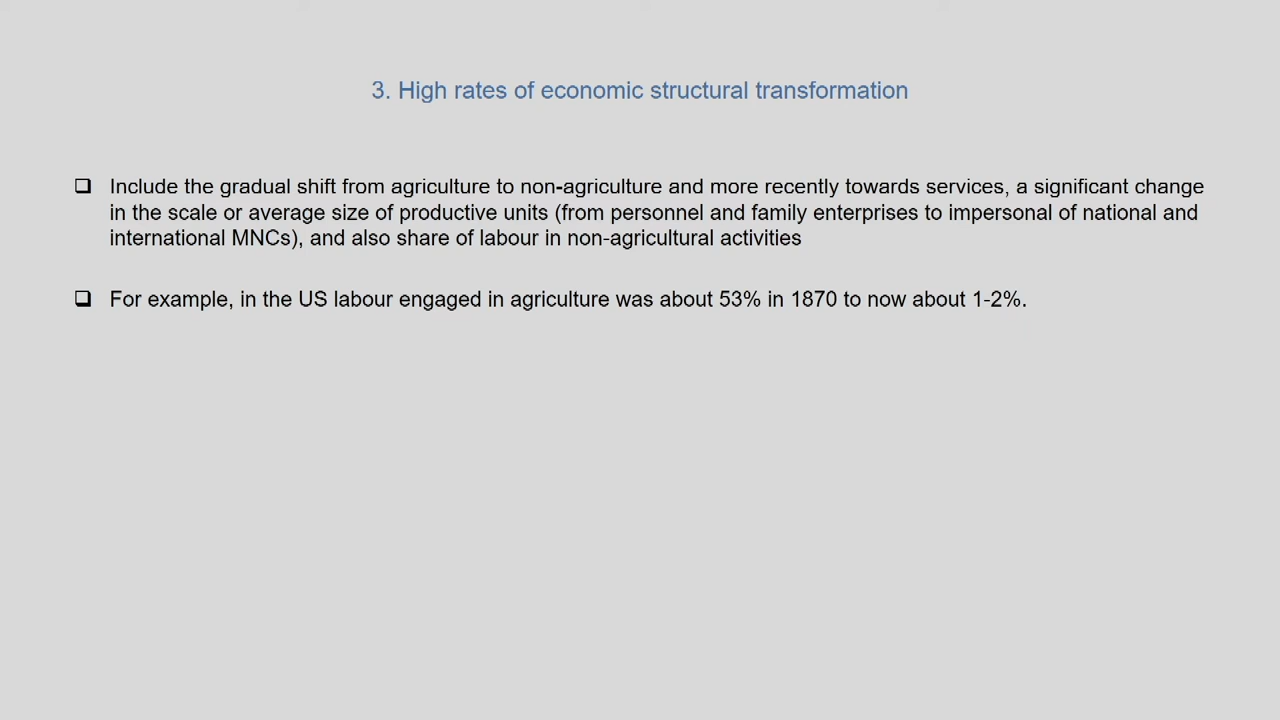 3. High rates of economic structural transformation
❑ Include the gradual shift from agriculture to non-agriculture and more recently towards services, a significant change
in the scale or average size of productive units (from personnel and family enterprises to impersonal of national and
international MNCs), and also share of labour in non-agricultural activities
❑ For example, in the US labour engaged in agriculture was about 53% in 1870 to now about 1-2%.